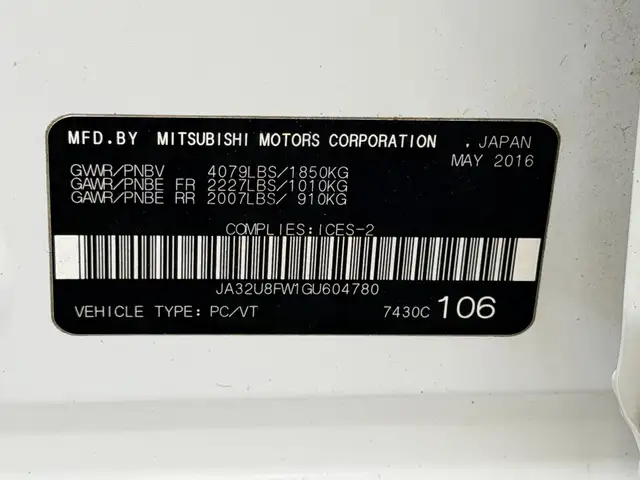 MFD.BY MITSUBISHI MOTORS CORPORATION , JAPAN
MAY 2016
GVWR/PNBV 4079LBS/1850KG
GAWR/PNBE FR 2227LBS/1010KG
GAWR/PNBE RR 2007LBS/ 910KG
COMPLIES:ICES-2
JA32U8FW1GU604780
VEHICLE TYPE: PC/VT 7430C 106